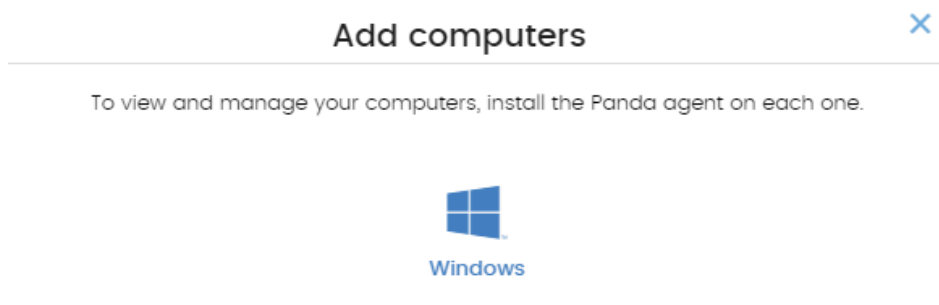 Add computers
To view and manage your computers, install the Panda agent on each one.
Windows